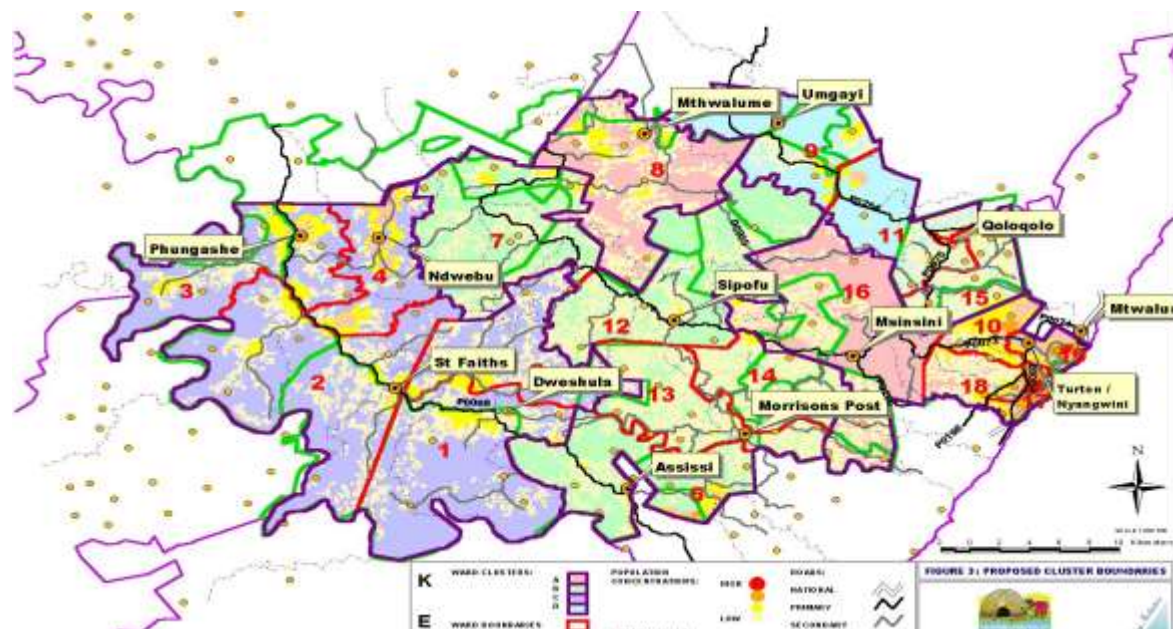 Mthwalume
Umgayi
9
8
Qoloqolo
Phungashe
11
7
4
Ndwebu
3
Sipofu
16
15
Mtwalu
12
Msinsini
10
St Faiths
2
Dweshula
14
18
Turton /
Nyangwini
13
Morrisons Post
1
Assissi
6
N
FIGURE 3: PROPOSED CLUSTER BOUNDARIES
K
WARD CLUSTERS:
A
B
C
D
POPULATION
CONCENTRATIONS:
HIGH
LOW
ROADS:
NATIONAL
PRIMARY
SECONDARY
E
WARD BOUNDARIES